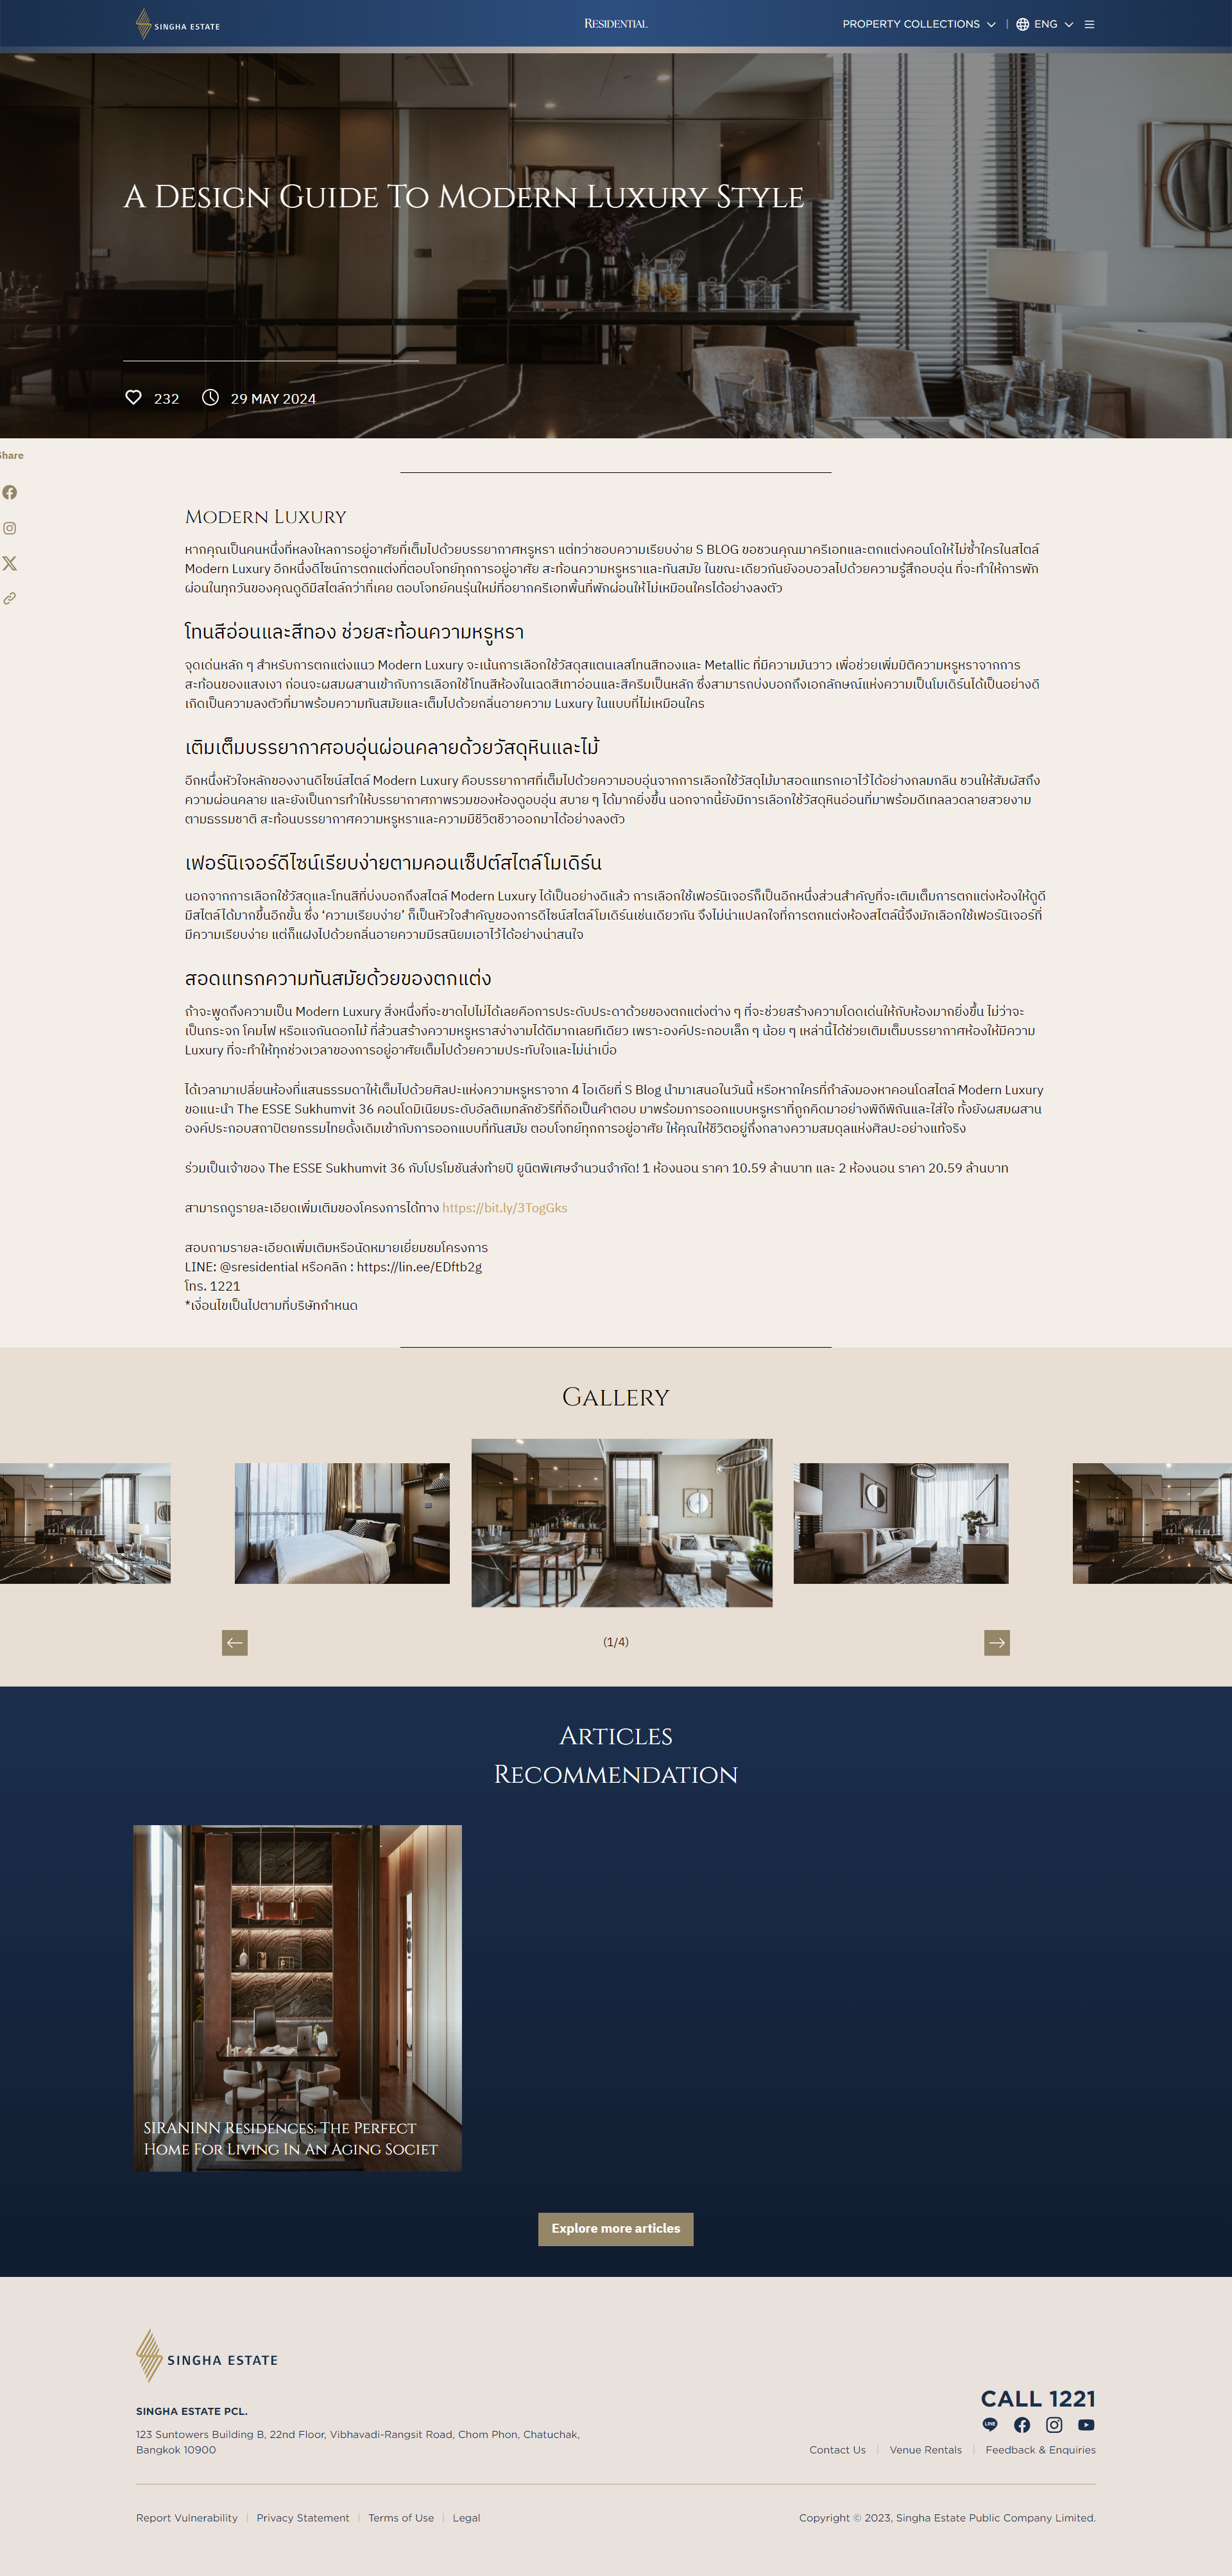 SINGHA ESTATE
RESIDENTIAL
PROPERTY COLLECTIONS
|
ENG
A DESIGN GUIDE TO MODERN LUXURY STYLE
232
29 MAY 2024
Share
MODERN LUXURY
หากคุณเป็นคนหนึ่งที่หลงใหลการอยู่อาศัยที่เต็มไปด้วยบรรยากาศหรูหรา แต่ทว่าชอบความเรียบง่าย S BLOG ขอชวนคุณมาครีเอทและตกแต่งคอนโดให้ไม่ซ้ำใครในสไตล์
Modern Luxury อีกหนึ่งดีไซน์การตกแต่งที่ตอบโจทย์ทุกการอยู่อาศัย สะท้อนความหรูหราและทันสมัย ในขณะเดียวกันยังอบอวลไปด้วยความรู้สึกอบอุ่น ที่จะทำให้การพัก
ผ่อนในทุกวันของคุณดูดีมีสไตล์กว่าที่เคย ตอบโจทย์คนรุ่นใหม่ที่อยากครีเอทพื้นที่พักผ่อนให้ไม่เหมือนใครได้อย่างลงตัว
โทนสีอ่อนและสีทอง ช่วยสะท้อนความหรูหรา
จุดเด่นหลัก ๆ สำหรับการตกแต่งแนว Modern Luxury จะเน้นการเลือกใช้วัสดุสแตนเลสโทนสีทองและ Metallic ที่มีความมันวาว เพื่อช่วยเพิ่มมิติความหรูหราจากการ
สะท้อนของแสงเงา ก่อนจะผสมผสานเข้ากับการเลือกใช้โทนสีห้องในเฉดสีเทาอ่อนและสีครีมเป็นหลัก ซึ่งสามารถบ่งบอกถึงเอกลักษณ์แห่งความเป็นโมเดิร์นได้เป็นอย่างดี
เกิดเป็นความลงตัวที่มาพร้อมความทันสมัยและเต็มไปด้วยกลิ่นอายความ Luxury ในแบบที่ไม่เหมือนใคร
เติมเต็มบรรยากาศอบอุ่นผ่อนคลายด้วยวัสดุหินและไม้
อีกหนึ่งหัวใจหลักของงานดีไซน์สไตล์ Modern Luxury คือบรรยากาศที่เต็มไปด้วยความอบอุ่นจากการเลือกใช้วัสดุไม้มาสอดแทรกเอาไว้ได้อย่างกลมกลืน ชวนให้สัมผัสถึง
ความผ่อนคลาย และยังเป็นการทำให้บรรยากาศภาพรวมของห้องดูอบอุ่น สบาย ๆ ได้มากยิ่งขึ้น นอกจากนี้ยังมีการเลือกใช้วัสดุหินอ่อนที่มาพร้อมดีเทลลวดลายสวยงาม
ตามธรรมชาติ สะท้อนบรรยากาศความหรูหราและความมีชีวิตชีวาออกมาได้อย่างลงตัว
เฟอร์นิเจอร์ดีไซน์เรียบง่ายตามคอนเซ็ปต์สไตล์โมเดิร์น
นอกจากการเลือกใช้วัสดุและโทนสีที่บ่งบอกถึงสไตล์ Modern Luxury ได้เป็นอย่างดีแล้ว การเลือกใช้เฟอร์นิเจอร์ก็เป็นอีกหนึ่งส่วนสำคัญที่จะเติมเต็มการตกแต่งห้องให้ดูดี
มีสไตล์ได้มากขึ้นอีกขั้น ซึ่ง ‘ความเรียบง่าย’ ก็เป็นหัวใจสำคัญของการดีไซน์สไตล์โมเดิร์นเช่นเดียวกัน จึงไม่น่าแปลกใจที่การตกแต่งห้องสไตล์นี้จึงมักเลือกใช้เฟอร์นิเจอร์ที่
มีความเรียบง่าย แต่ก็แฝงไปด้วยกลิ่นอายความมีรสนิยมเอาไว้ได้อย่างน่าสนใจ
สอดแทรกความทันสมัยด้วยของตกแต่ง
ถ้าจะพูดถึงความเป็น Modern Luxury สิ่งหนึ่งที่จะขาดไปไม่ได้เลยคือการประดับประดาด้วยของตกแต่งต่าง ๆ ที่จะช่วยสร้างความโดดเด่นให้กับห้องมากยิ่งขึ้น ไม่ว่าจะ
เป็นกระจก โคมไฟ หรือแจกันดอกไม้ ที่ล้วนสร้างความหรูหราสง่างามได้ดีมากเลยทีเดียว เพราะองค์ประกอบเล็ก ๆ น้อย ๆ เหล่านี้ได้ช่วยเติมเต็มบรรยากาศห้องให้มีความ
Luxury ที่จะทำให้ทุกช่วงเวลาของการอยู่อาศัยเต็มไปด้วยความประทับใจและไม่น่าเบื่อ
ได้เวลามาเปลี่ยนห้องที่แสนธรรมดาให้เต็มไปด้วยศิลปะแห่งความหรูหราจาก 4 ไอเดียที่ S Blog นำมาเสนอในวันนี้ หรือหากใครที่กำลังมองหาคอนโดสไตล์ Modern Luxury
ขอแนะนำ The ESSE Sukhumvit 36 คอนโดมิเนียมระดับอัลติเมทลักชัวรีที่ถือเป็นคำตอบ มาพร้อมการออกแบบหรูหราที่ถูกคิดมาอย่างพิถีพิถันและใส่ใจ ทั้งยังผสมผสาน
องค์ประกอบสถาปัตยกรรมไทยดั้งเดิมเข้ากับการออกแบบที่ทันสมัย ตอบโจทย์ทุกการอยู่อาศัย ให้คุณใช้ชีวิตอยู่กึ่งกลางความสมดุลแห่งศิลปะอย่างแท้จริง
ร่วมเป็นเจ้าของ The ESSE Sukhumvit 36 กับโปรโมชันส่งท้ายปี ยูนิตพิเศษจำนวนจำกัด! 1 ห้องนอน ราคา 10.59 ล้านบาท และ 2 ห้องนอน ราคา 20.59 ล้านบาท
สามารถดูรายละเอียดเพิ่มเติมของโครงการได้ทาง https://bit.ly/3TogGks
สอบถามรายละเอียดเพิ่มเติมหรือนัดหมายเยี่ยมชมโครงการ
LINE: @sresidential หรือคลิก : https://lin.ee/EDftb2g
โทร. 1221
*เงื่อนไขเป็นไปตามที่บริษัทกำหนด
GALLERY
(1/4)
ARTICLES
RECOMMENDATION
SIRANINN RESIDENCES: THE PERFECT
HOME FOR LIVING IN AN AGING SOCIET
Explore more articles
SINGHA ESTATE
SINGHA ESTATE PCL.
123 Suntowers Building B, 22nd Floor, Vibhavadi-Rangsit Road, Chom Phon, Chatuchak,
Bangkok 10900
CALL 1221
LINE
Contact Us | Venue Rentals | Feedback & Enquiries
Report Vulnerability | Privacy Statement | Terms of Use | Legal
Copyright © 2023, Singha Estate Public Company Limited.